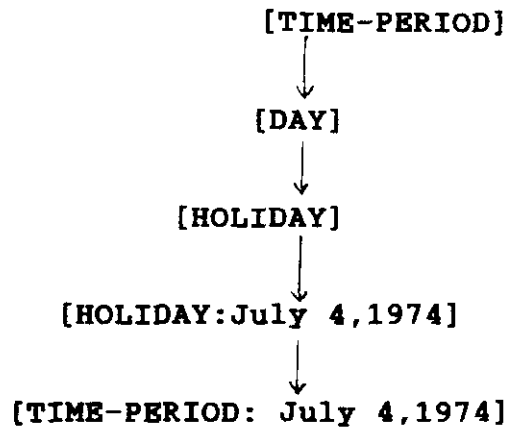 [TIME-PERIOD]
[DAY]
[HOLIDAY]
[HOLIDAY:July 4,1974]
[TIME-PERIOD: July 4,1974]